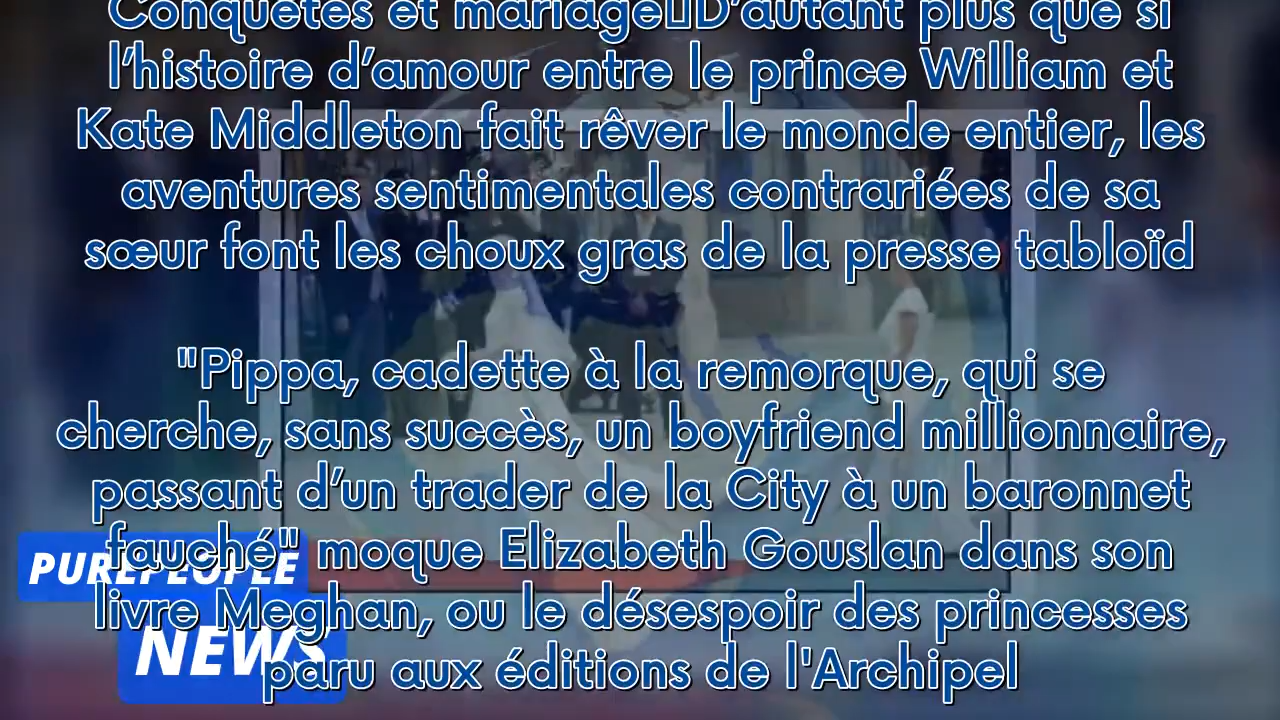 Conquêtes et mariage D'autant plus que si
l'histoire d'amour entre le prince William et
Kate Middleton fait rêver le monde entier, les
aventures sentimentales contrariées de sa
sœur font les choux gras de la presse tabloïd
"Pippa, cadette à la remorque, qui se
cherche, sans succès, un boyfriend millionnaire,
passant d'un trader de la City à un baronnet
fauché" moque Elizabeth Gouslan dans son
livre Meghan, ou le désespoir des princesses
paru aux éditions de l'Archipel
PUREPEOPLE
NEWS